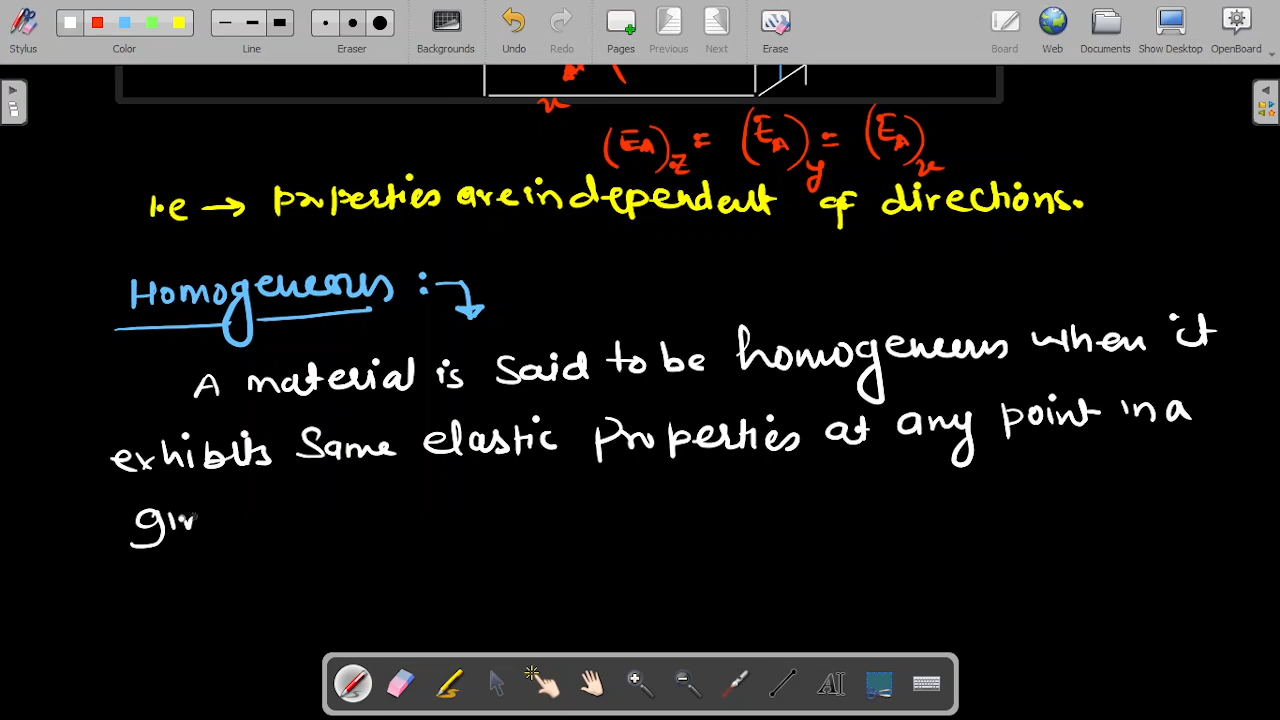 Stylus Color Line Eraser Backgrounds Undo Redo Pages Previous Next Erase Board Web Documents Show Desktop OpenBoard
x
(EA)z = (EA)y = (EA)x
i.e → properties are independent of directions.
Homogeneous :
A material is said to be homogeneous when it
exhibits same elastic properties at any point in a
giv